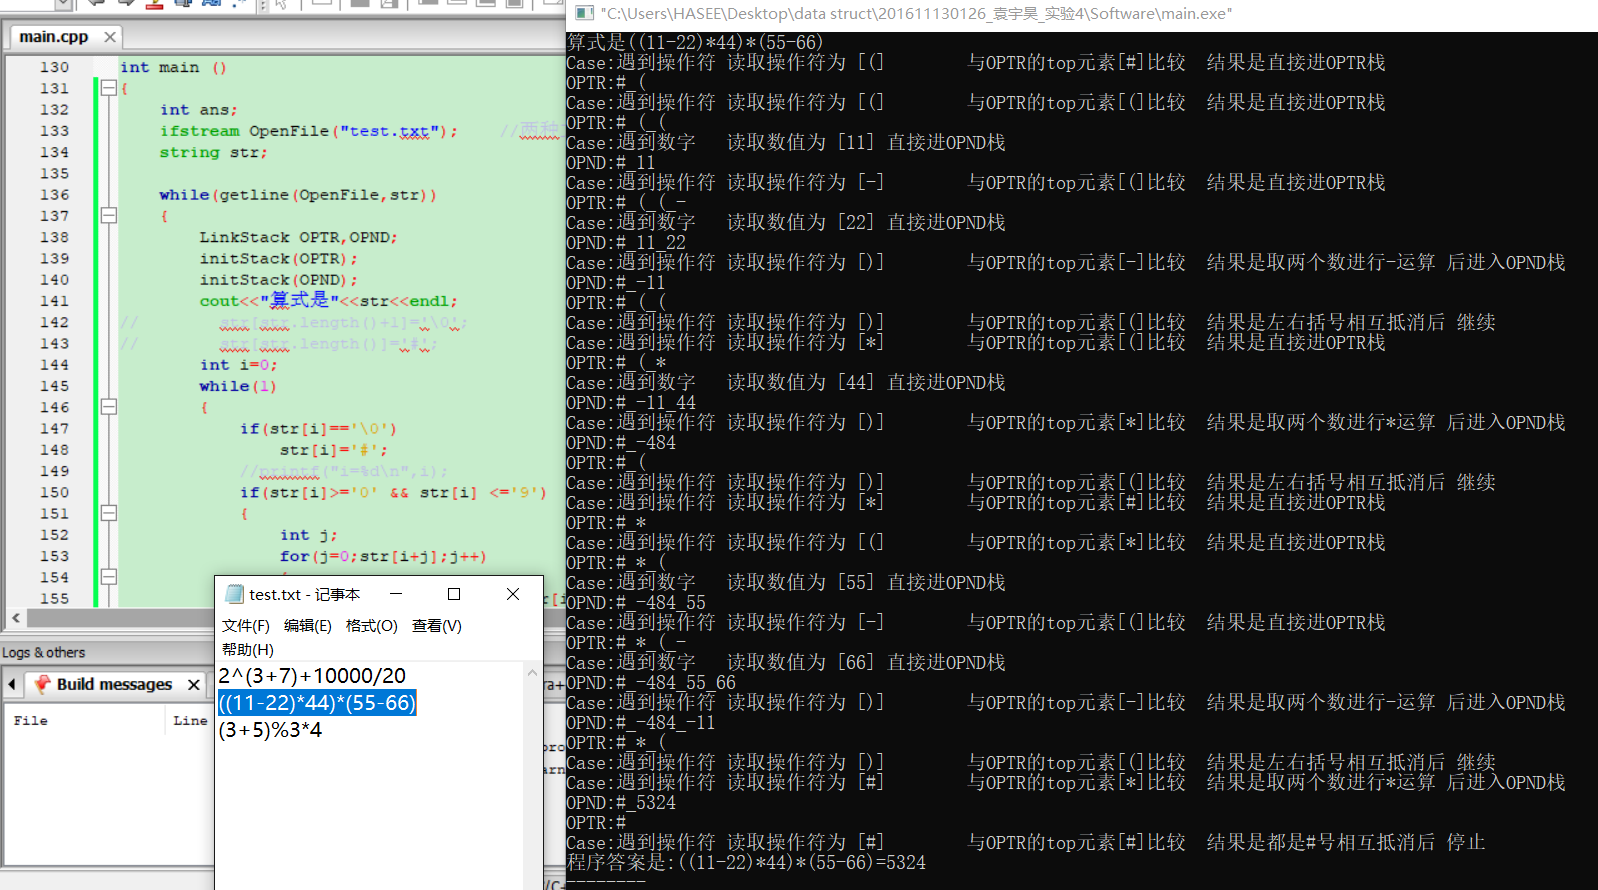 main.cpp
130 int main ()
131 {
132 int ans;
133 ifstream OpenFile("test.txt"); //两种
134 string str;
135
136 while(getline(OpenFile,str))
137 {
138 LinkStack OPTR,OPND;
139 initStack(OPTR);
140 initStack(OPND);
141 cout<<"算式是"<<str<<endl;
142 // str[str.length()+1]='\0';
143 // str[str.length()]='#';
144 int i=0;
145 while(1)
146 {
147 if(str[i]=='\0')
148 str[i]='#';
149 //printf("i=%d\n",i);
150 if(str[i]>='0' && str[i] <='9')
151 {
152 int j;
153 for(j=0;str[i+j];j++)
154
155
Logs & others
Build messages
File Line
test.txt - 记事本
文件(F) 编辑(E) 格式(O) 查看(V)
帮助(H)
2^(3+7)+10000/20
((11-22)*44)*(55-66)
(3+5)%3*4
"C:\Users\HASEE\Desktop\data struct\201611130126_袁宇昊_实验4\Software\main.exe"
算式是((11-22)*44)*(55-66)
Case:遇到操作符 读取操作符为 [(] 与OPTR的top元素[#]比较 结果是直接进OPTR栈
OPTR:#_(
Case:遇到操作符 读取操作符为 [(] 与OPTR的top元素[(]比较 结果是直接进OPTR栈
OPTR:#_(_(
Case:遇到数字 读取数值为 [11] 直接进OPND栈
OPND:#_11
Case:遇到操作符 读取操作符为 [-] 与OPTR的top元素[(]比较 结果是直接进OPTR栈
OPTR:#_(_(_-
Case:遇到数字 读取数值为 [22] 直接进OPND栈
OPND:#_11_22
Case:遇到操作符 读取操作符为 [)] 与OPTR的top元素[-]比较 结果是取两个数进行-运算 后进入OPND栈
OPND:#_-11
OPTR:#_(_(
Case:遇到操作符 读取操作符为 [)] 与OPTR的top元素[(]比较 结果是左右括号相互抵消后 继续
Case:遇到操作符 读取操作符为 [*] 与OPTR的top元素[(]比较 结果是直接进OPTR栈
OPTR:#_(_*
Case:遇到数字 读取数值为 [44] 直接进OPND栈
OPND:#_-11_44
Case:遇到操作符 读取操作符为 [)] 与OPTR的top元素[*]比较 结果是取两个数进行*运算 后进入OPND栈
OPND:#_-484
OPTR:#_(
Case:遇到操作符 读取操作符为 [)] 与OPTR的top元素[(]比较 结果是左右括号相互抵消后 继续
Case:遇到操作符 读取操作符为 [*] 与OPTR的top元素[#]比较 结果是直接进OPTR栈
OPTR:#_*
Case:遇到操作符 读取操作符为 [(] 与OPTR的top元素[*]比较 结果是直接进OPTR栈
OPTR:#_*_(
Case:遇到数字 读取数值为 [55] 直接进OPND栈
OPND:#_-484_55
Case:遇到操作符 读取操作符为 [-] 与OPTR的top元素[(]比较 结果是直接进OPTR栈
OPTR:#_*_(_-
Case:遇到数字 读取数值为 [66] 直接进OPND栈
OPND:#_-484_55_66
Case:遇到操作符 读取操作符为 [)] 与OPTR的top元素[-]比较 结果是取两个数进行-运算 后进入OPND栈
OPND:#_-484_-11
OPTR:#_*_(
Case:遇到操作符 读取操作符为 [)] 与OPTR的top元素[(]比较 结果是左右括号相互抵消后 继续
Case:遇到操作符 读取操作符为 [#] 与OPTR的top元素[*]比较 结果是取两个数进行*运算 后进入OPND栈
OPND:#_5324
OPTR:#
Case:遇到操作符 读取操作符为 [#] 与OPTR的top元素[#]比较 结果是都是#号相互抵消后 停止
程序答案是:((11-22)*44)*(55-66)=5324
--------